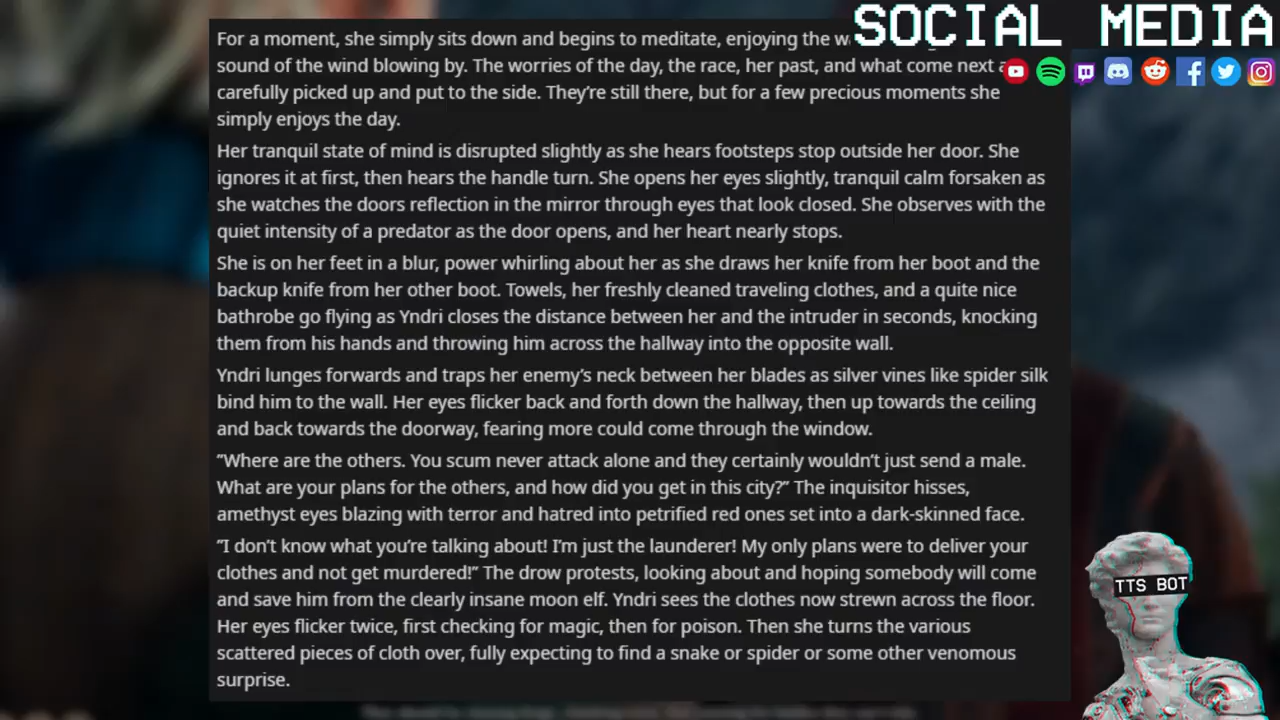 SOCIAL MEDIA
For a moment, she simply sits down and begins to meditate, enjoying the
sound of the wind blowing by. The worries of the day, the race, her past, and what come next
carefully picked up and put to the side. They're still there, but for a few precious moments she
simply enjoys the day.
Her tranquil state of mind is disrupted slightly as she hears footsteps stop outside her door. She
ignores it at first, then hears the handle turn. She opens her eyes slightly, tranquil calm forsaken as
she watches the doors reflection in the mirror through eyes that look closed. She observes with the
quiet intensity of a predator as the door opens, and her heart nearly stops.
She is on her feet in a blur, power whirling about her as she draws her knife from her boot and the
backup knife from her other boot. Towels, her freshly cleaned traveling clothes, and a quite nice
bathrobe go flying as Yndri closes the distance between her and the intruder in seconds, knocking
them from his hands and throwing him across the hallway into the opposite wall.
Yndri lunges forwards and traps her enemy's neck between her blades as silver vines like spider silk
bind him to the wall. Her eyes flicker back and forth down the hallway, then up towards the ceiling
and back towards the doorway, fearing more could come through the window.
"Where are the others. You scum never attack alone and they certainly wouldn't just send a male.
What are your plans for the others, and how did you get in this city?" The inquisitor hisses,
amethyst eyes blazing with terror and hatred into petrified red ones set into a dark-skinned face.
"I don't know what you're talking about! I'm just the launderer! My only plans were to deliver your
clothes and not get murdered!" The drow protests, looking about and hoping somebody will come
and save him from the clearly insane moon elf. Yndri sees the clothes now strewn across the floor.
Her eyes flicker twice, first checking for magic, then for poison. Then she turns the various
scattered pieces of cloth over, fully expecting to find a snake or spider or some other venomous
surprise.
TTS BOT